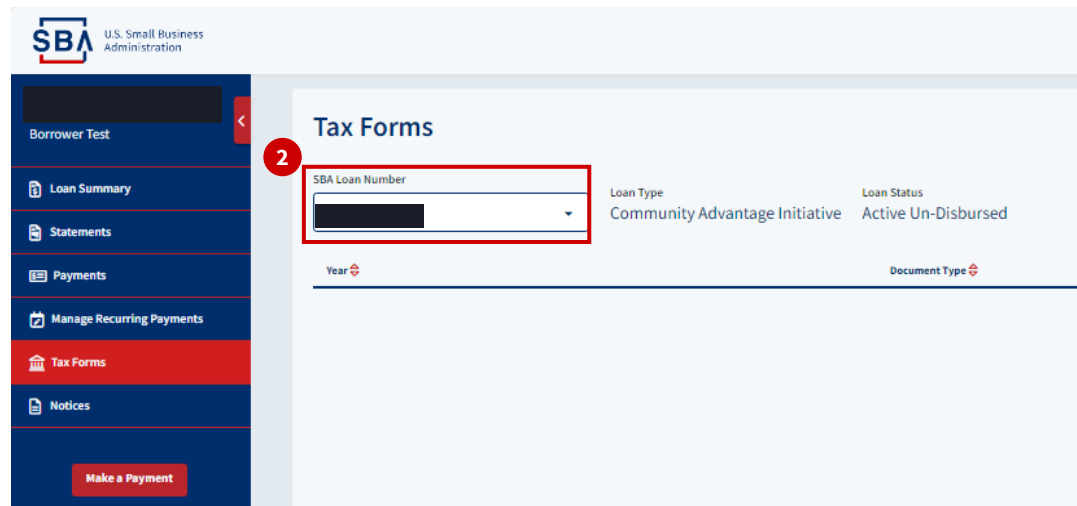 SBA
U.S. Small Business
Administration
Borrower Test
Loan Summary
Statements
Payments
Manage Recurring Payments
Tax Forms
Notices
Make a Payment
Tax Forms
2
SBA Loan Number
Loan Type
Community Advantage Initiative
Loan Status
Active Un-Disbursed
Year
Document Type